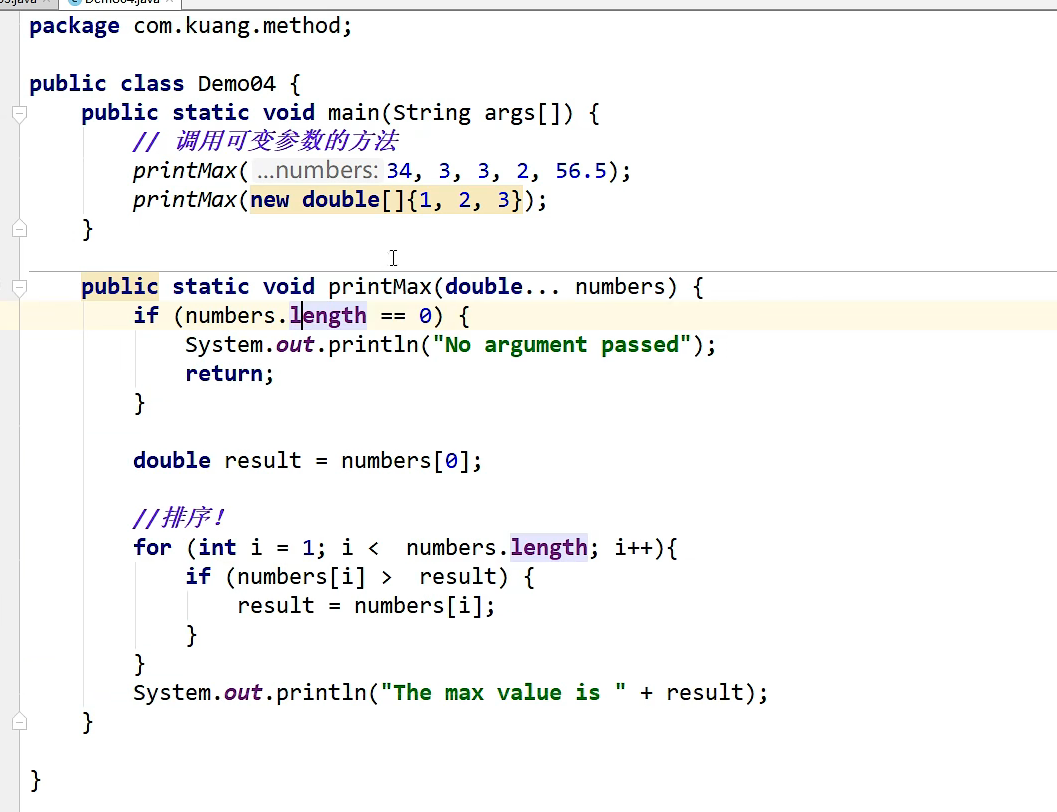 Demo04.java
package com.kuang.method;
public class Demo04 {
public static void main(String args[]) {
// 调用可变参数的方法
printMax( ...numbers: 34, 3, 3, 2, 56.5);
printMax(new double[]{1, 2, 3});
}
public static void printMax(double... numbers) {
if (numbers.length == 0) {
System.out.println("No argument passed");
return;
}
double result = numbers[0];
//排序！
for (int i = 1; i <  numbers.length; i++){
if (numbers[i] >  result) {
result = numbers[i];
}
}
System.out.println("The max value is " + result);
}
}